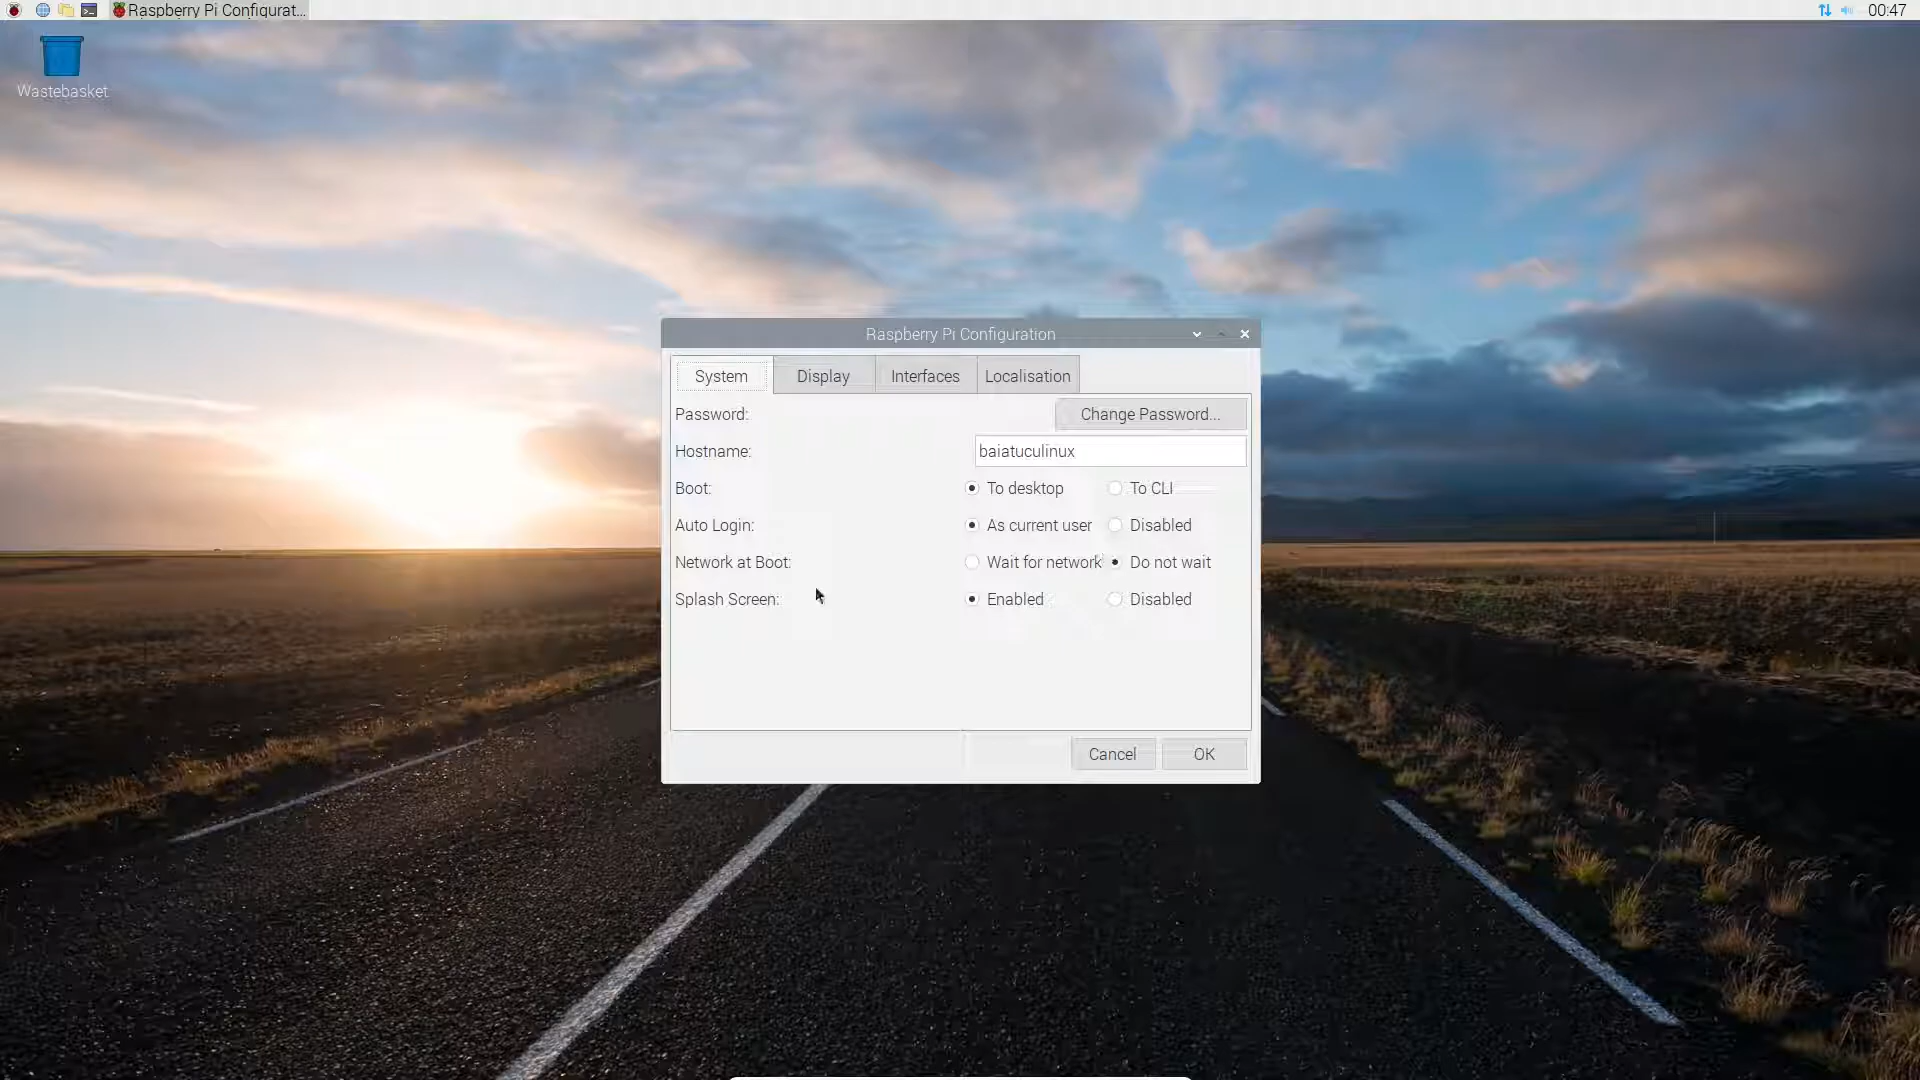 Raspberry Pi Configurat...
00:47
Wastebasket
Raspberry Pi Configuration
System Display Interfaces Localisation
Password: Change Password...
Hostname: baiatuculinux
Boot: To desktop To CLI
Auto Login: As current user Disabled
Network at Boot: Wait for network Do not wait
Splash Screen: Enabled Disabled
Cancel OK